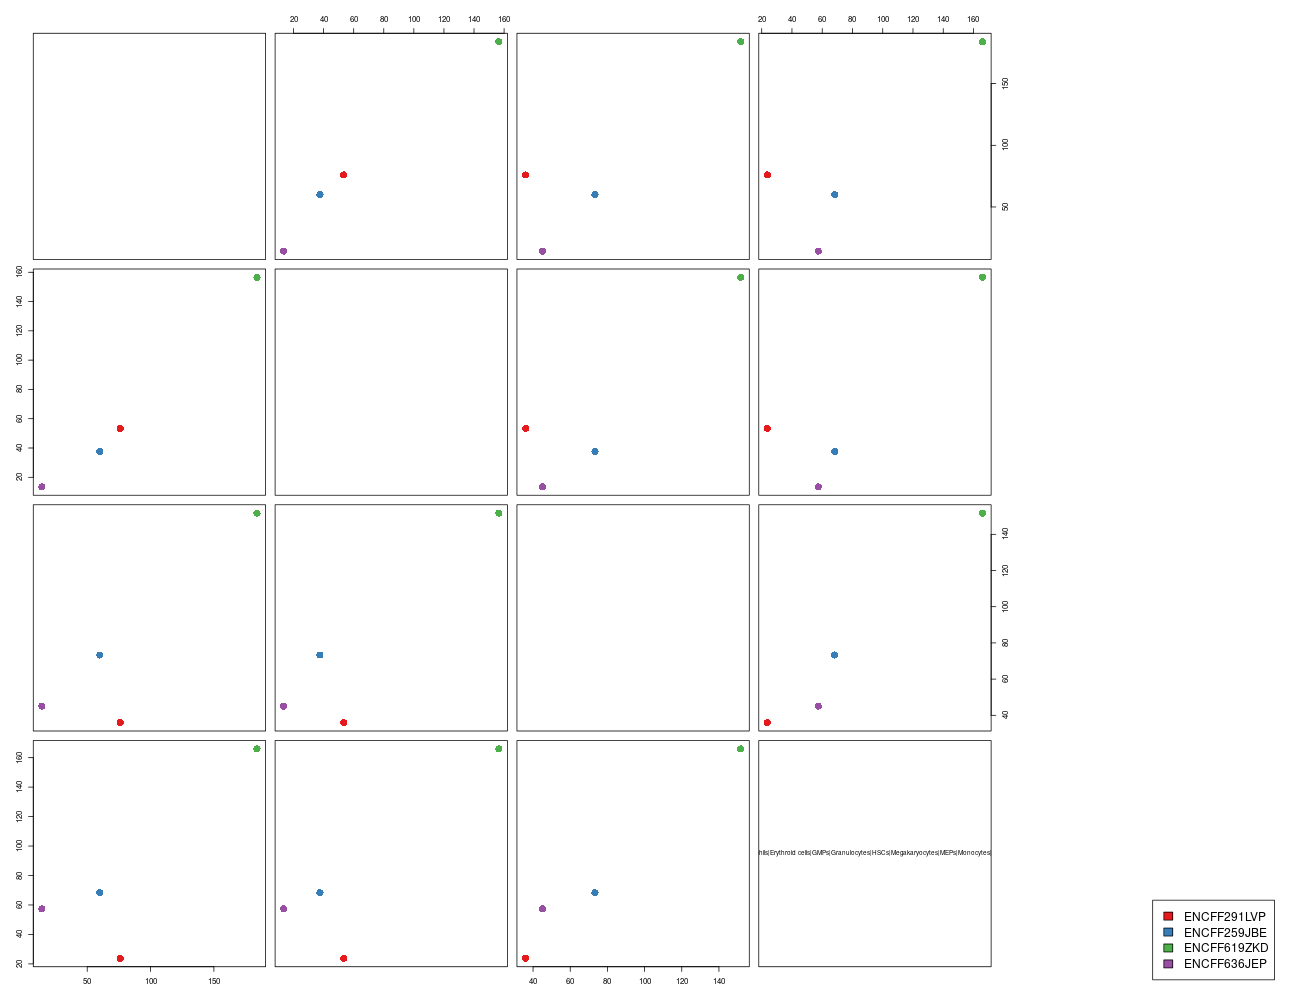 20 40 60 80 100 120 140 160 20 40 60 80 100 120 140 160
50 100 150
20 40 60 80 100 120 140 160
40 60 80 100 120 140
20 40 60 80 100 120 140 160
hils|Erythroid cells|GMPs|Granulocytes|HSCs|Megakaryocytes|MEPs|Monocytes|
50 100 150 40 60 80 100 120 140
ENCFF291LVP
ENCFF259JBE
ENCFF619ZKD
ENCFF636JEP